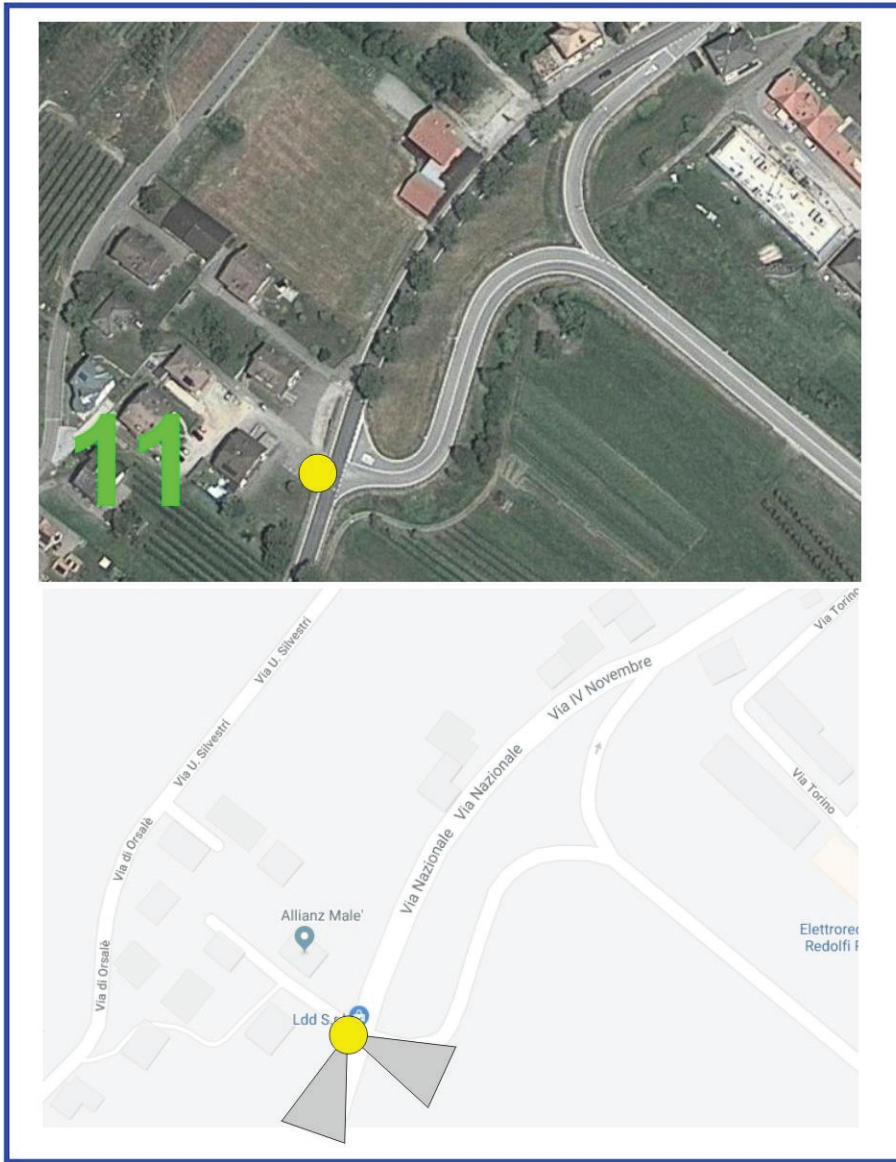 11
Via U. Silvestri
Via Torino
Via IV Novembre
Via U. Silvestri
Via Nazionale
Via Torino
Via di Orsalè
Via Nazionale
Allianz Male'
Via di Orsalè
Redolfi
Ldd